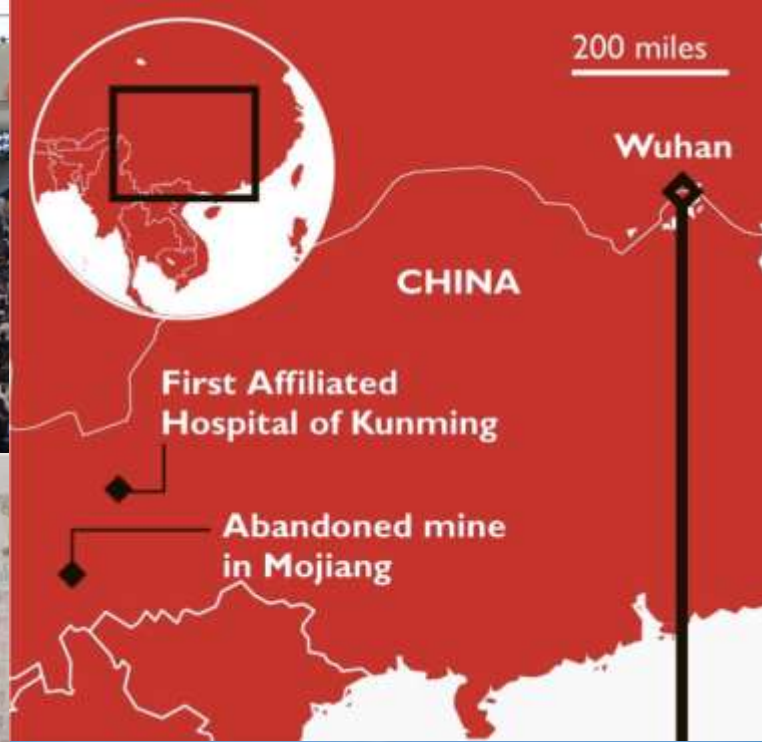 200 miles
Wuhan
CHINA
First Affiliated
Hospital of Kunming
Abandoned mine
in Mojiang